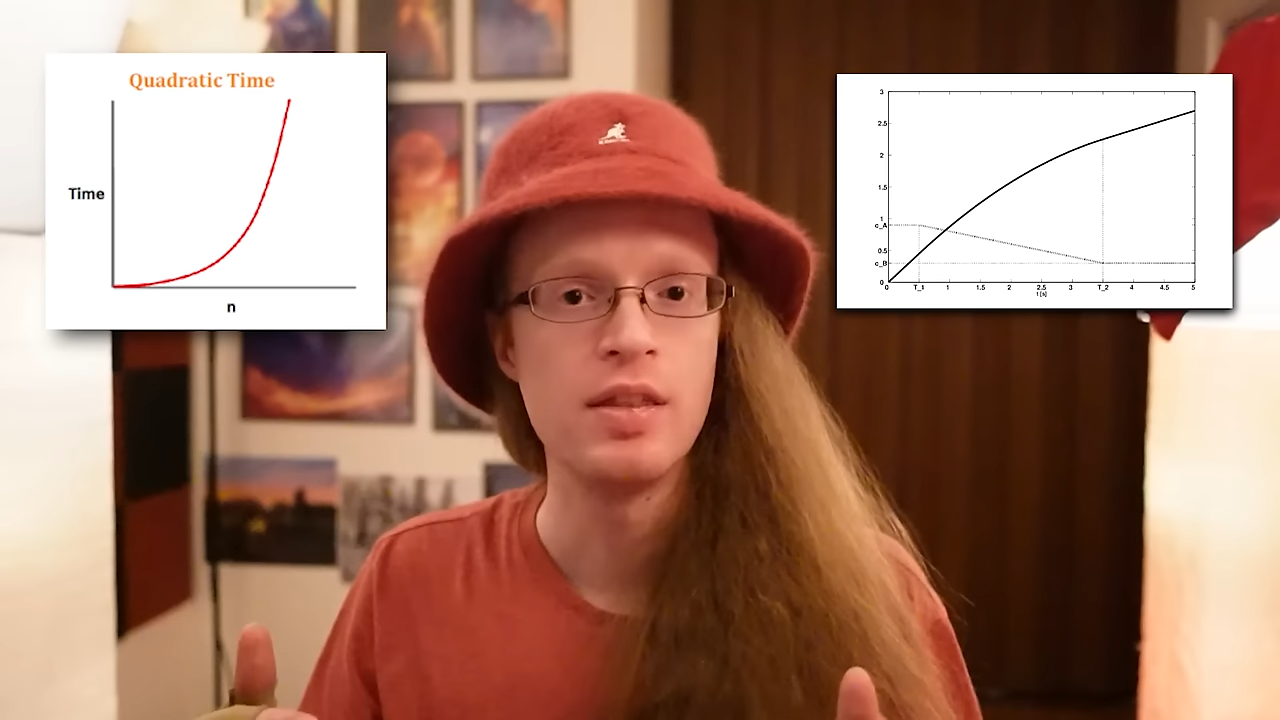 Quadratic Time
Time
n
3
2.5
2
1.5
1
c_A
0.5
c_B
0
0 T_1 1 1.5 2 2.5 3 T_2 4 4.5 5
t [s]